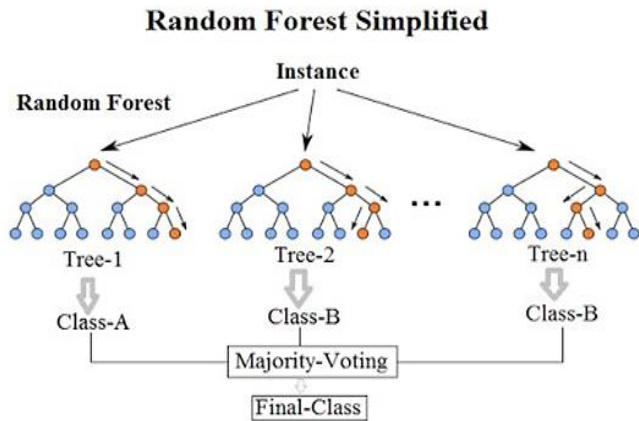 Random Forest Simplified
Instance
Random Forest
...
Tree-1
Tree-2
Tree-n
Class-A
Class-B
Class-B
Majority-Voting
Final-Class